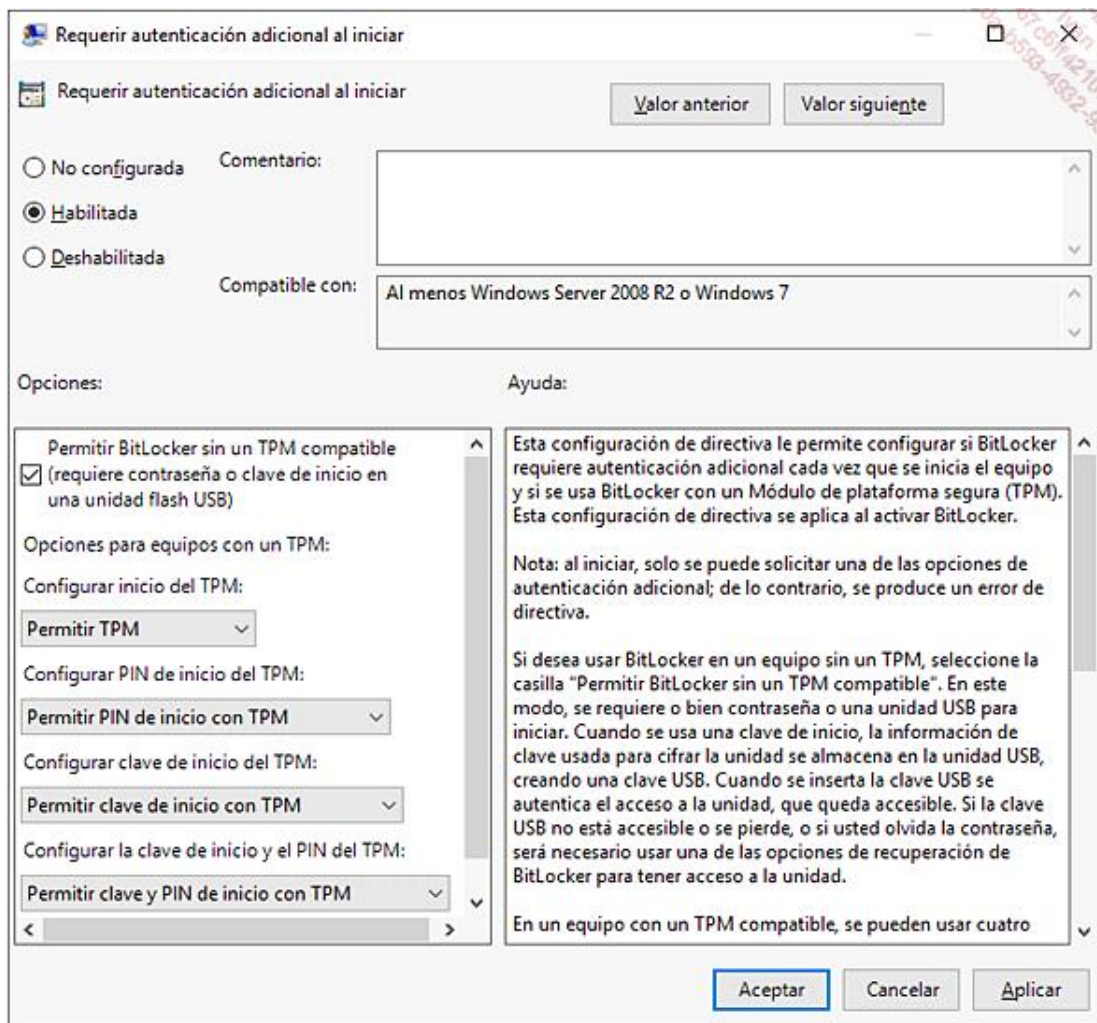 Requerir autenticación adicional al iniciar
Requerir autenticación adicional al iniciar
Valor anterior
Valor siguiente
No configurada
Habilitada
Deshabilitada
Comentario:
Compatible con:
Al menos Windows Server 2008 R2 o Windows 7
Opciones:
Permitir BitLocker sin un TPM compatible
(requiere contraseña o clave de inicio en
una unidad flash USB)
Opciones para equipos con un TPM:
Configurar inicio del TPM:
Permitir TPM
Configurar PIN de inicio del TPM:
Permitir PIN de inicio con TPM
Configurar clave de inicio del TPM:
Permitir clave de inicio con TPM
Configurar la clave de inicio y el PIN del TPM:
Permitir clave y PIN de inicio con TPM
Ayuda:
Esta configuración de directiva le permite configurar si BitLocker
requiere autenticación adicional cada vez que se inicia el equipo
y si se usa BitLocker con un Módulo de plataforma segura (TPM).
Esta configuración de directiva se aplica al activar BitLocker.
Nota: al iniciar, solo se puede solicitar una de las opciones de
autenticación adicional; de lo contrario, se produce un error de
directiva.
Si desea usar BitLocker en un equipo sin un TPM, seleccione la
casilla "Permitir BitLocker sin un TPM compatible". En este
modo, se requiere o bien contraseña o una unidad USB para
iniciar. Cuando se usa una clave de inicio, la información de
clave usada para cifrar la unidad se almacena en la unidad USB,
creando una clave USB. Cuando se inserta la clave USB se
autentica el acceso a la unidad, que queda accesible. Si la clave
USB no está accesible o se pierde, o si usted olvida la contraseña,
será necesario usar una de las opciones de recuperación de
BitLocker para tener acceso a la unidad.
En un equipo con un TPM compatible, se pueden usar cuatro
Aceptar
Cancelar
Aplicar